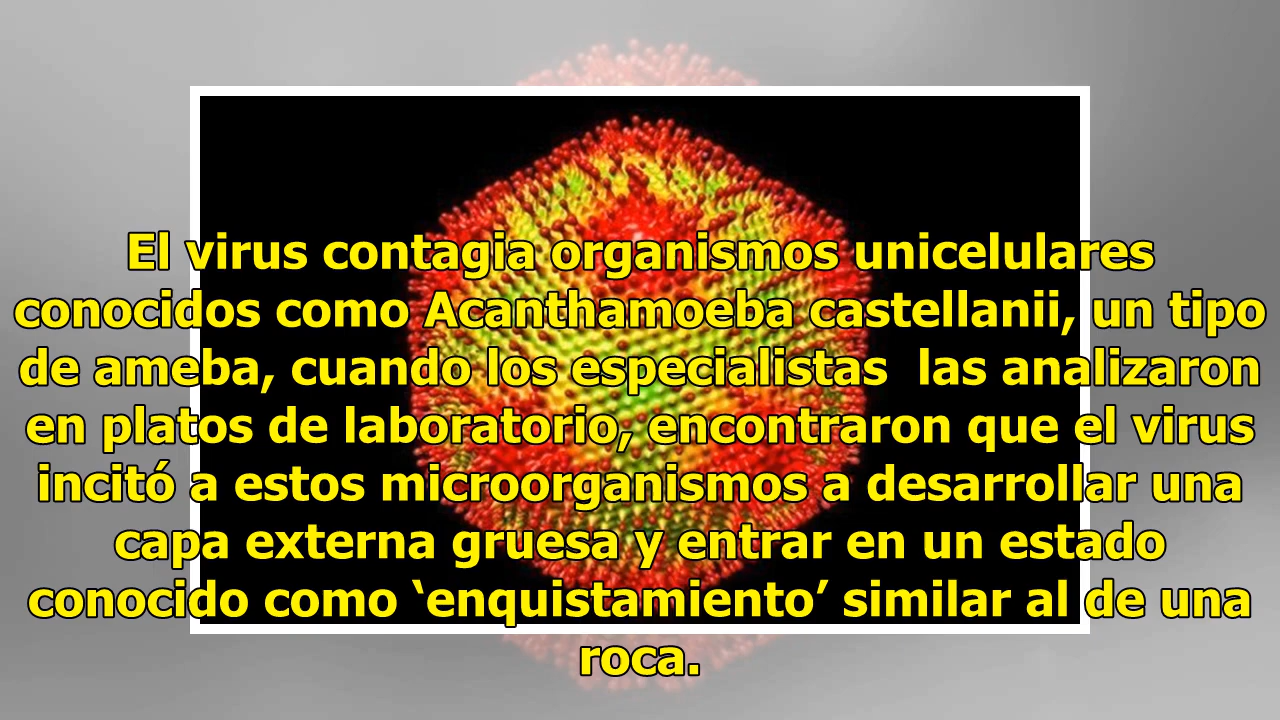 El virus contagia organismos unicelulares
conocidos como Acanthamoeba castellanii, un tipo
de ameba, cuando los especialistas  las analizaron
en platos de laboratorio, encontraron que el virus
incitó a estos microorganismos a desarrollar una
capa externa gruesa y entrar en un estado
conocido como ‘enquistamiento’ similar al de una
roca.